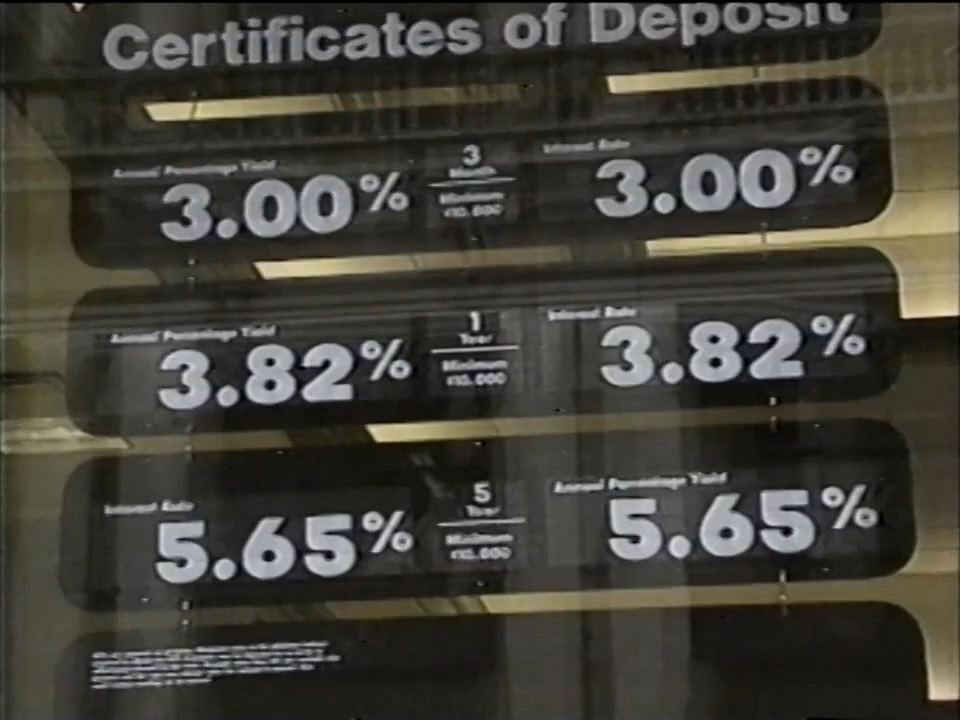 Certificates of Deposit
Annual Percentage Yield
3.00%
3
Month
Minimum
$10,000
Interest Rate
3.00%
Annual Percentage Yield
3.82%
1
Year
Minimum
$10,000
Interest Rate
3.82%
Interest Rate
5.65%
5
Year
Minimum
$10,000
Annual Percentage Yield
5.65%